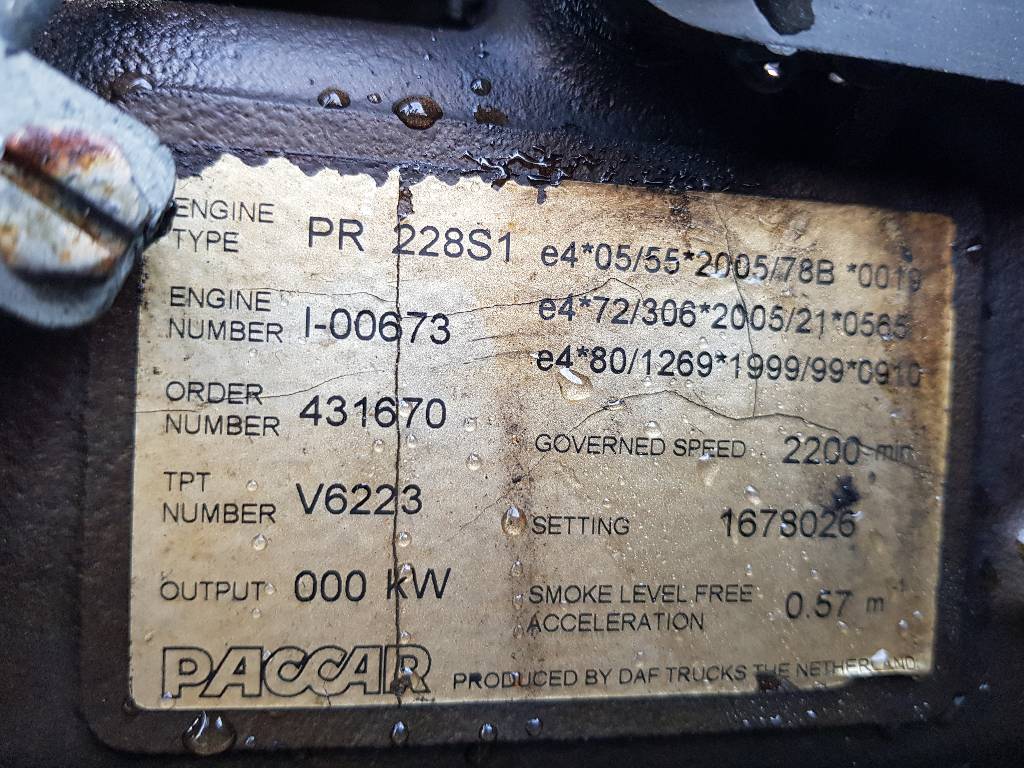 ENGINE TYPE PR 228S1
ENGINE NUMBER I-00673
ORDER NUMBER 431670
TPT NUMBER V6223
OUTPUT 000 kW
PACCAR
e4*05/55*2005/78B *0019
e4*72/306*2005/21*0565
e4*80/1269*1999/99*0910
GOVERNED SPEED 2200 min
SETTING 1678026
SMOKE LEVEL FREE ACCELERATION 0.57 m⁻¹
PRODUCED BY DAF TRUCKS THE NETHERLAND